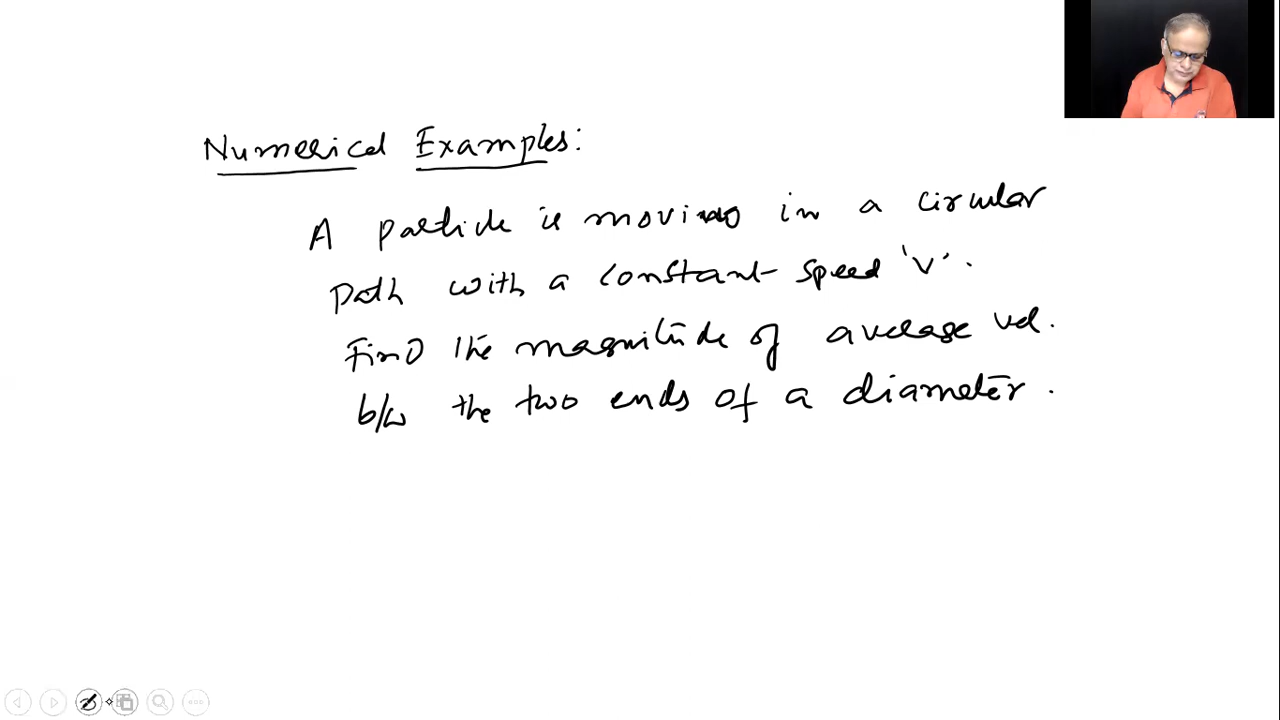 Numerical Examples:
A particle is moving in a circular
path with a constant speed 'v'.
Find the magnitude of average vel.
b/w the two ends of a diameter.